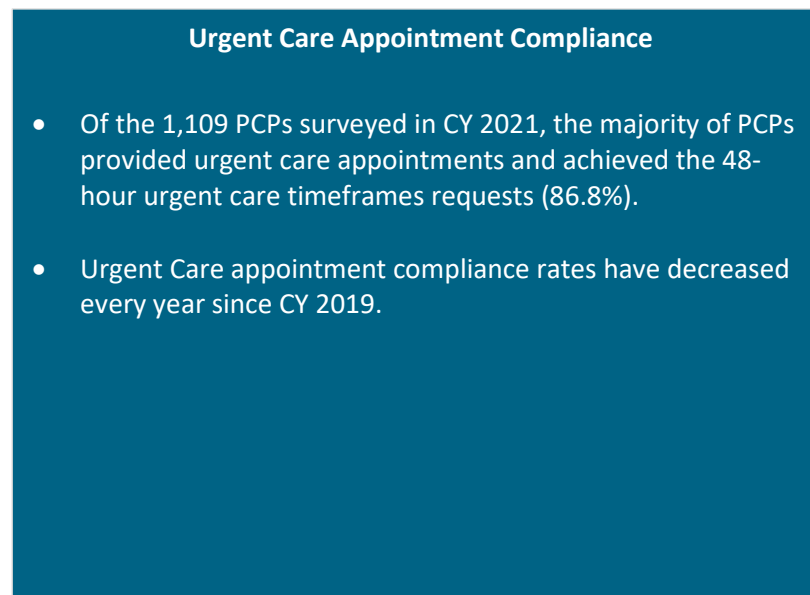 Urgent Care Appointment Compliance
• Of the 1,109 PCPs surveyed in CY 2021, the majority of PCPs
provided urgent care appointments and achieved the 48-
hour urgent care timeframes requests (86.8%).
• Urgent Care appointment compliance rates have decreased
every year since CY 2019.